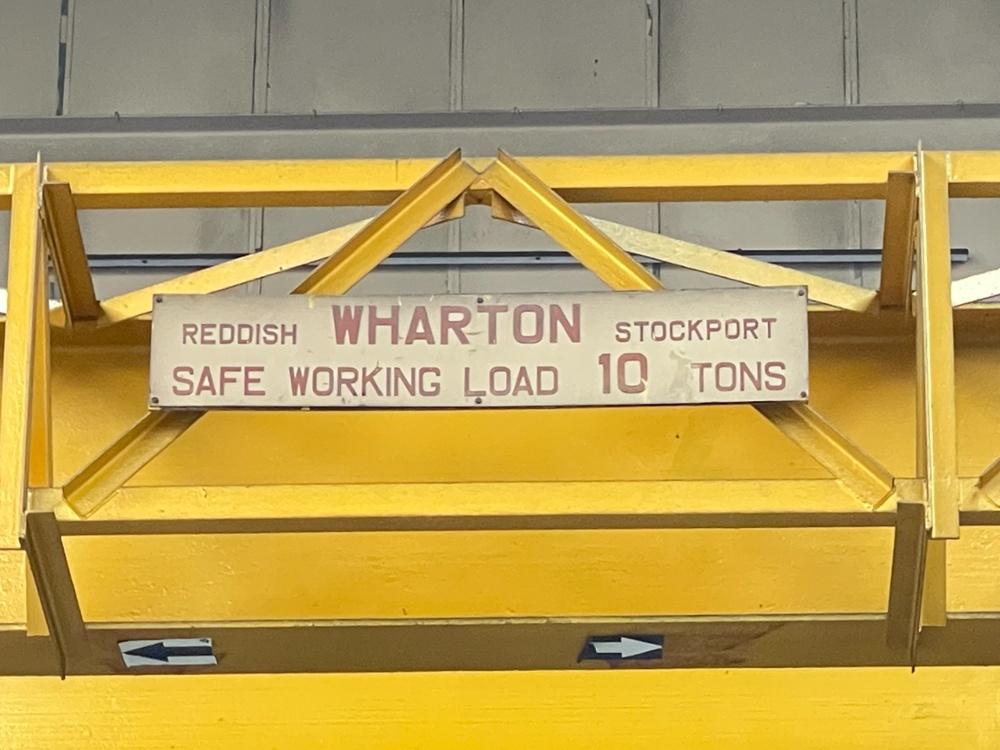 REDDISH WHARTON STOCKPORT
SAFE WORKING LOAD 10 TONS